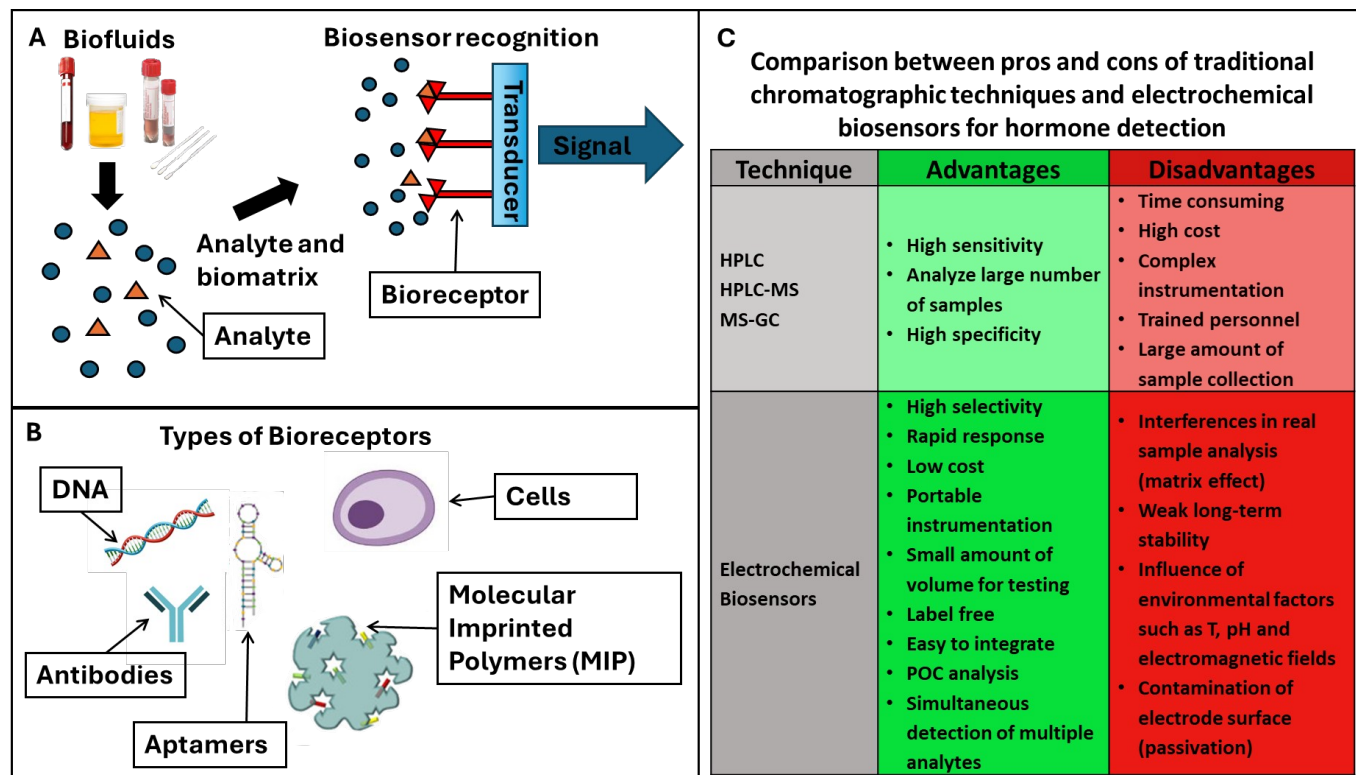 A
Biofluids
Biosensor recognition
Transducer
Signal
Analyte and
biomatrix
Bioreceptor
Analyte
B
Types of Bioreceptors
DNA
Cells
Antibodies
Aptamers
Molecular
Imprinted
Polymers (MIP)
C
Comparison between pros and cons of traditional
chromatographic techniques and electrochemical
biosensors for hormone detection
Technique
Advantages
Disadvantages
HPLC
HPLC-MS
MS-GC
• High sensitivity
• Analyze large number
of samples
• High specificity
• Time consuming
• High cost
• Complex
instrumentation
• Trained personnel
• Large amount of
sample collection
Electrochemical
Biosensors
• High selectivity
• Rapid response
• Low cost
• Portable
instrumentation
• Small amount of
volume for testing
• Label free
• Easy to integrate
• POC analysis
• Simultaneous
detection of multiple
analytes
• Interferences in real
sample analysis
(matrix effect)
• Weak long-term
stability
• Influence of
environmental factors
such as T, pH and
electromagnetic fields
• Contamination of
electrode surface
(passivation)